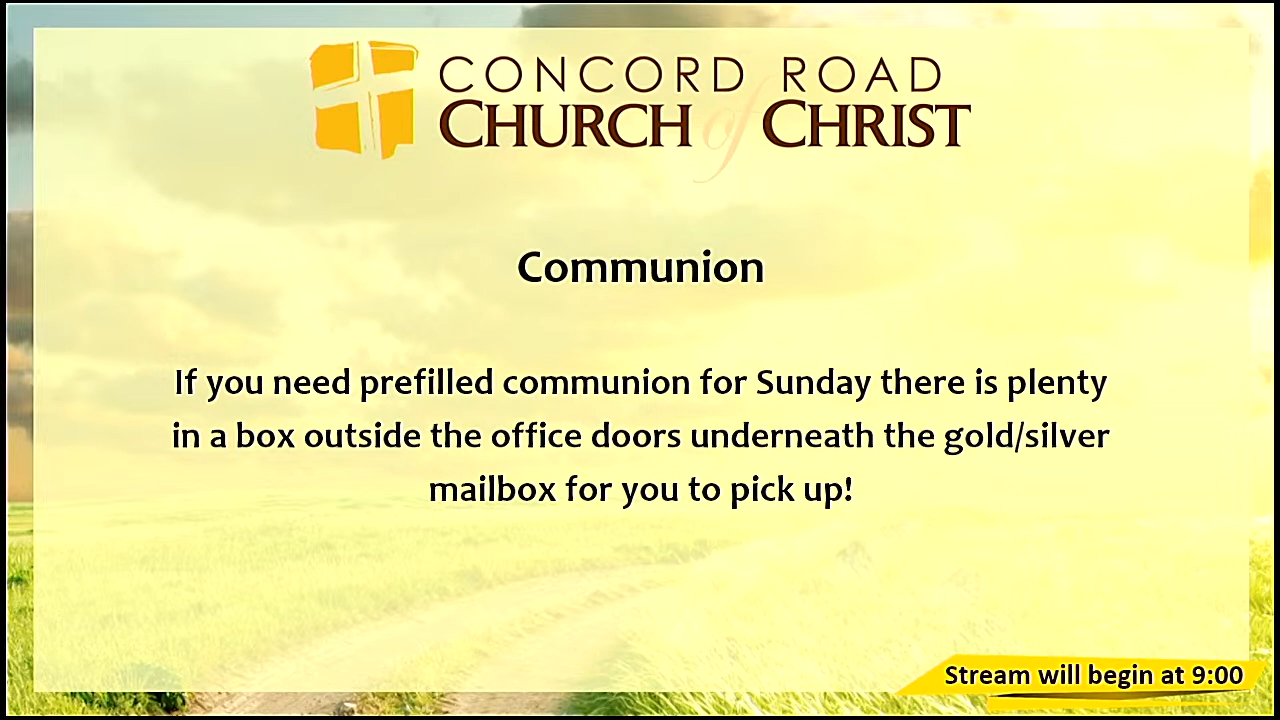 CONCORD ROAD
CHURCH of CHRIST
Communion
If you need prefilled communion for Sunday there is plenty
in a box outside the office doors underneath the gold/silver
mailbox for you to pick up!
Stream will begin at 9:00